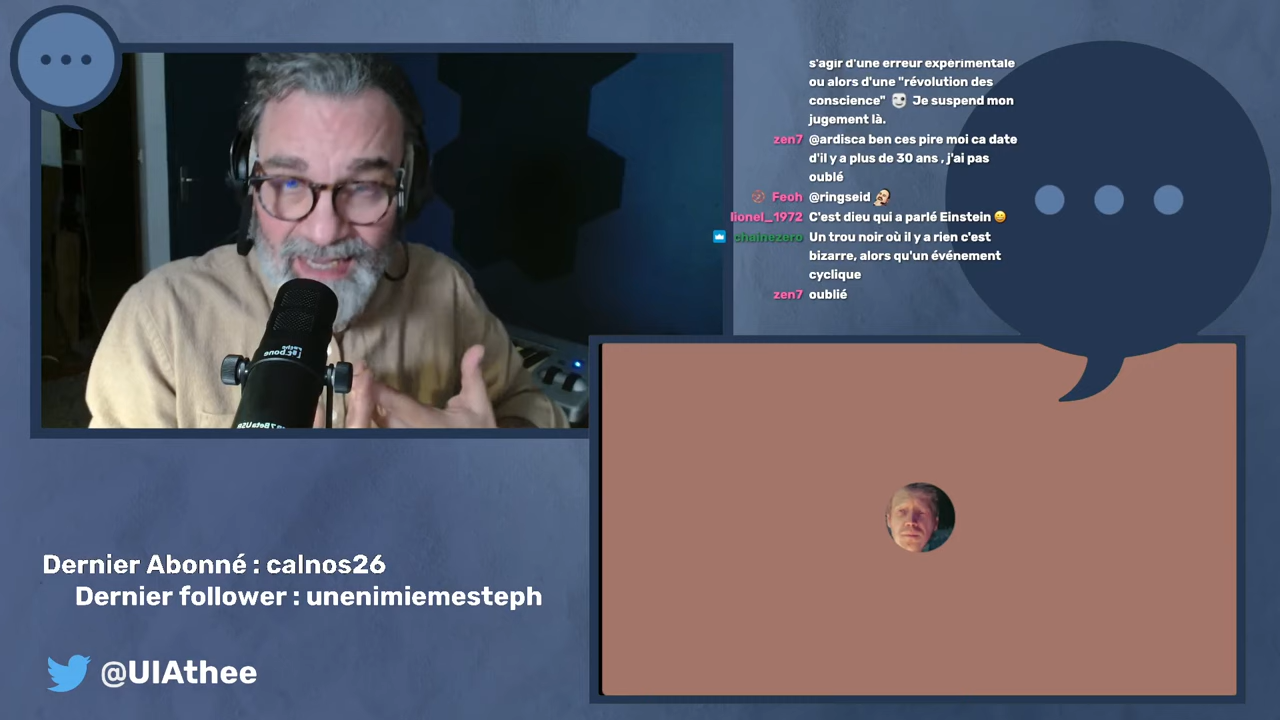 s'agir d'une erreur expérimentale
ou alors d'une "révolution des
conscience" Je suspend mon
jugement là.
zen7 @ardisca ben ces pire moi ca date
d'il y a plus de 30 ans , j'ai pas
oublé
Feoh @ringseid
lionel_1972 C'est dieu qui a parlé Einstein
chainezero Un trou noir où il y a rien c'est
bizarre, alors qu'un événement
cyclique
zen7 oublié
Dernier Abonné : calnos26
Dernier follower : unenimiemesteph
@UIAthee